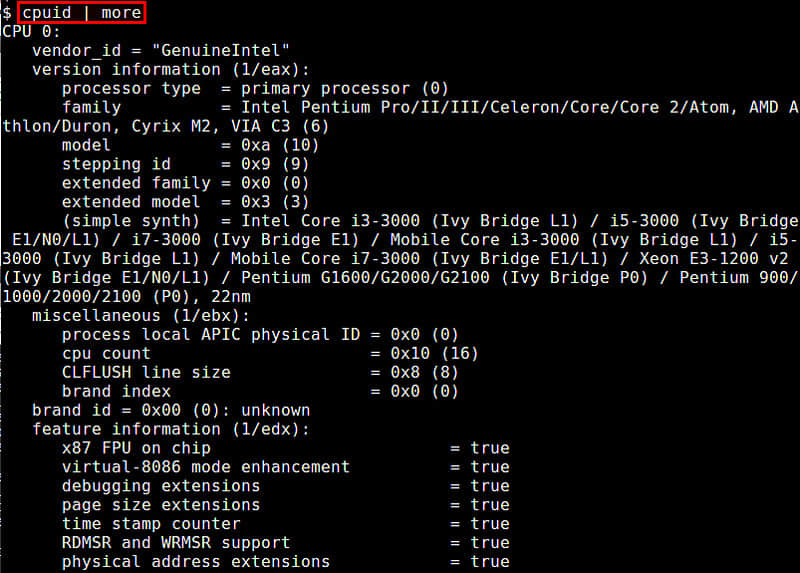 $ cpuid | more
CPU 0:
   vendor_id = "GenuineIntel"
   version information (1/eax):
      processor type  = primary processor (0)
      family          = Intel Pentium Pro/II/III/Celeron/Core/Core 2/Atom, AMD A
thlon/Duron, Cyrix M2, VIA C3 (6)
      model           = 0xa (10)
      stepping id     = 0x9 (9)
      extended family = 0x0 (0)
      extended model  = 0x3 (3)
      (simple synth)  = Intel Core i3-3000 (Ivy Bridge L1) / i5-3000 (Ivy Bridge
 E1/N0/L1) / i7-3000 (Ivy Bridge E1) / Mobile Core i3-3000 (Ivy Bridge L1) / i5-
3000 (Ivy Bridge L1) / Mobile Core i7-3000 (Ivy Bridge E1/L1) / Xeon E3-1200 v2
(Ivy Bridge E1/N0/L1) / Pentium G1600/G2000/G2100 (Ivy Bridge P0) / Pentium 900/
1000/2000/2100 (P0), 22nm
   miscellaneous (1/ebx):
      process local APIC physical ID = 0x0 (0)
      cpu count                      = 0x10 (16)
      CLFLUSH line size              = 0x8 (8)
      brand index                    = 0x0 (0)
   brand id = 0x00 (0): unknown
   feature information (1/edx):
      x87 FPU on chip                        = true
      virtual-8086 mode enhancement          = true
      debugging extensions                   = true
      page size extensions                   = true
      time stamp counter                     = true
      RDMSR and WRMSR support                = true
      physical address extensions            = true